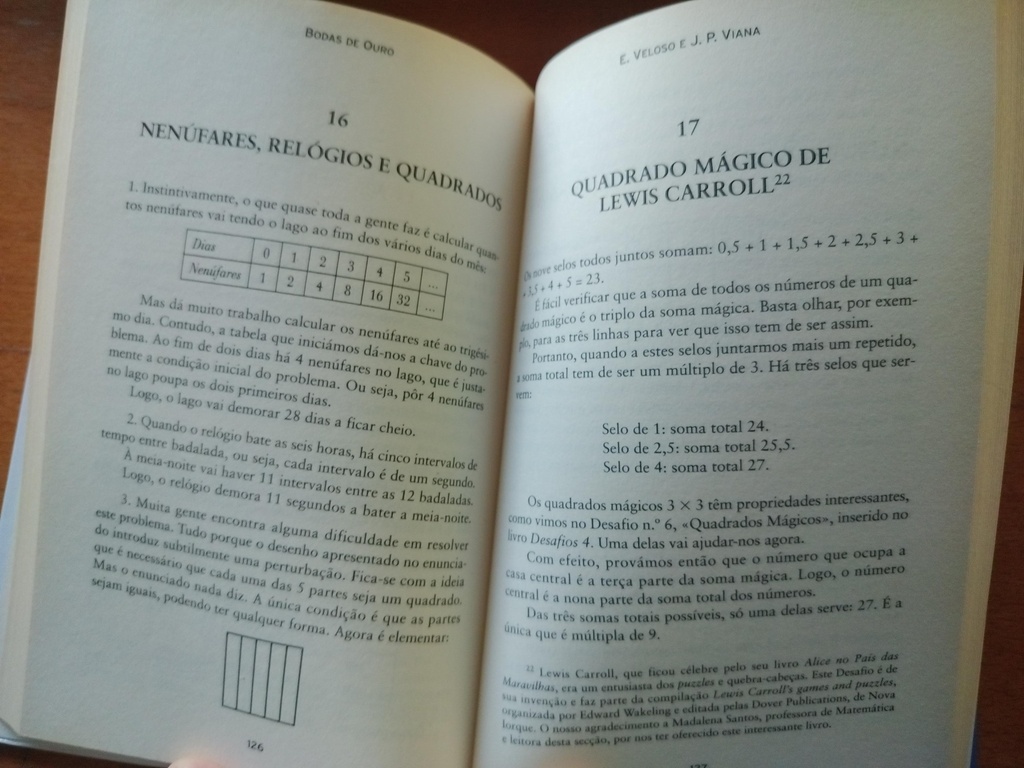 BODAS DE OURO
16
NENÚFARES, RELÓGIOS E QUADRADOS
1. Instintivamente, o que quase toda a gente faz é calcular quan-
tos nenúfares vai tendo o lago ao fim dos vários dias do mês:
Dias 0 1 2 3 4 5 ...
Nenúfares 1 2 4 8 16 32 ...
Mas dá muito trabalho calcular os nenúfares até ao trigési-
mo dia. Contudo, a tabela que iniciámos dá-nos a chave do pro-
blema. Ao fim de dois dias há 4 nenúfares no lago, que é justa-
mente a condição inicial do problema. Ou seja, pôr 4 nenúfares
no lago poupa os dois primeiros dias.
Logo, o lago vai demorar 28 dias a ficar cheio.
2. Quando o relógio bate as seis horas, há cinco intervalos de
tempo entre badalada, ou seja, cada intervalo é de um segundo.
À meia-noite vai haver 11 intervalos entre as 12 badaladas.
Logo, o relógio demora 11 segundos a bater a meia-noite.
3. Muita gente encontra alguma dificuldade em resolver
este problema. Tudo porque o desenho apresentado no enuncia-
do introduz subtilmente uma perturbação. Fica-se com a ideia
que é necessário que cada uma das 5 partes seja um quadrado.
Mas o enunciado nada diz. A única condição é que as partes
sejam iguais, podendo ter qualquer forma. Agora é elementar:
126
E. VELOSO E J. P. VIANA
17
QUADRADO MÁGICO DE
LEWIS CARROLL²²
Os nove selos todos juntos somam: 0,5 + 1 + 1,5 + 2 + 2,5 + 3 +
+ 3,5 + 4 + 5 = 23.
É fácil verificar que a soma de todos os números de um qua-
drado mágico é o triplo da soma mágica. Basta olhar, por exem-
plo, para as três linhas para ver que isso tem de ser assim.
Portanto, quando a estes selos juntarmos mais um repetido,
a soma total tem de ser um múltiplo de 3. Há três selos que ser-
vem:
Selo de 1: soma total 24.
Selo de 2,5: soma total 25,5.
Selo de 4: soma total 27.
Os quadrados mágicos 3 × 3 têm propriedades interessantes,
como vimos no Desafio n.º 6, «Quadrados Mágicos», inserido no
livro Desafios 4. Uma delas vai ajudar-nos agora.
Com efeito, provámos então que o número que ocupa a
casa central é a terça parte da soma mágica. Logo, o número
central é a nona parte da soma total dos números.
Das três somas totais possíveis, só uma delas serve: 27. É a
única que é múltipla de 9.
²² Lewis Carroll, que ficou célebre pelo seu livro Alice no País das
Maravilhas, era um entusiasta dos puzzles e quebra-cabeças. Este Desafio é de
sua invenção e faz parte da compilação Lewis Carroll's games and puzzles,
organizada por Edward Wakeling e editada pelas Dover Publications, de Nova
Iorque. O nosso agradecimento a Madalena Santos, professora de Matemática
e leitora desta secção, por nos ter oferecido este interessante livro.